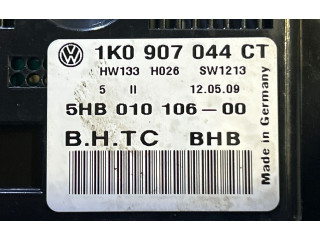 1K0 907 044 CT
HW133 H026 SW1213
5 II 12.05.09
5HB 010 106-00
B.H.TC BHB
Made in Germany